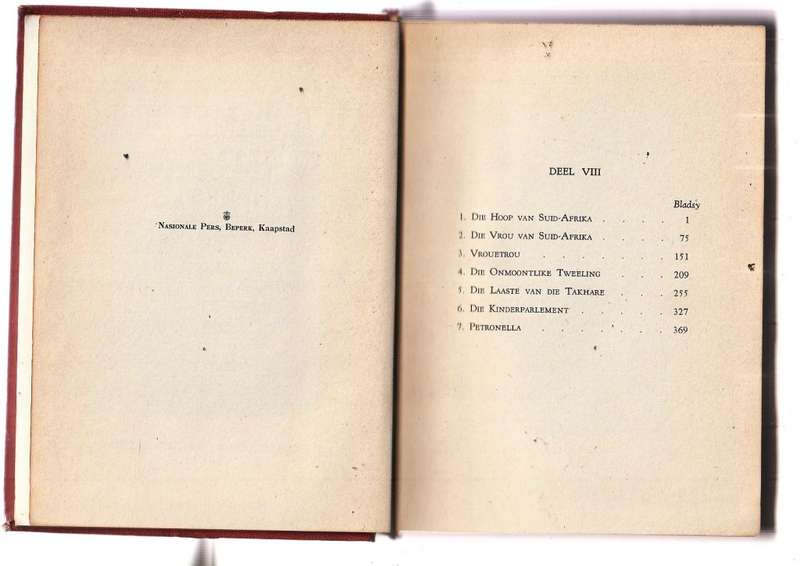 Nasionale Pers, Beperk, Kaapstad
DEEL VIII
Bladsy
1. Die Hoop van Suid-Afrika . . . . 1
2. Die Vrou van Suid-Afrika . . . . 75
3. Vrouetrou . . . . . . . 151
4. Die Onmoontlike Tweeling . . . 209
5. Die Laaste van die Takhare . . . . 255
6. Die Kinderparlement . . . . . 327
7. Petronella . . . . . . . 369